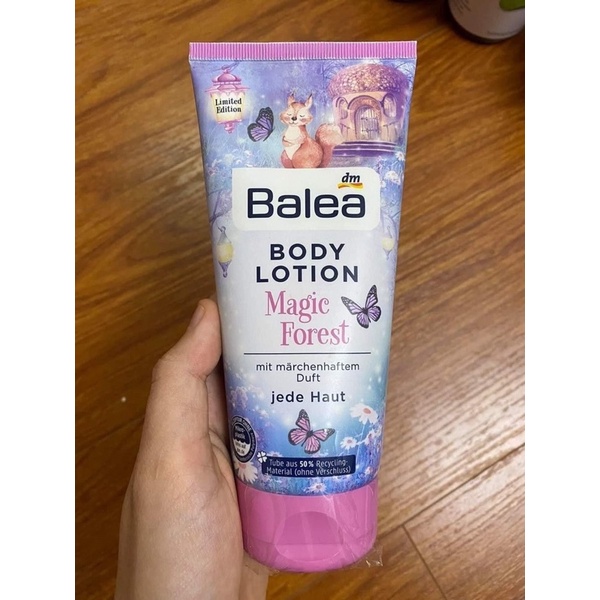 Limited
Edition
dm
Balea
BODY
LOTION
Magic
Forest
mit märchenhaftem
Duft
jede Haut
Tube aus 50% Recycling-
Material (ohne Verschluss)